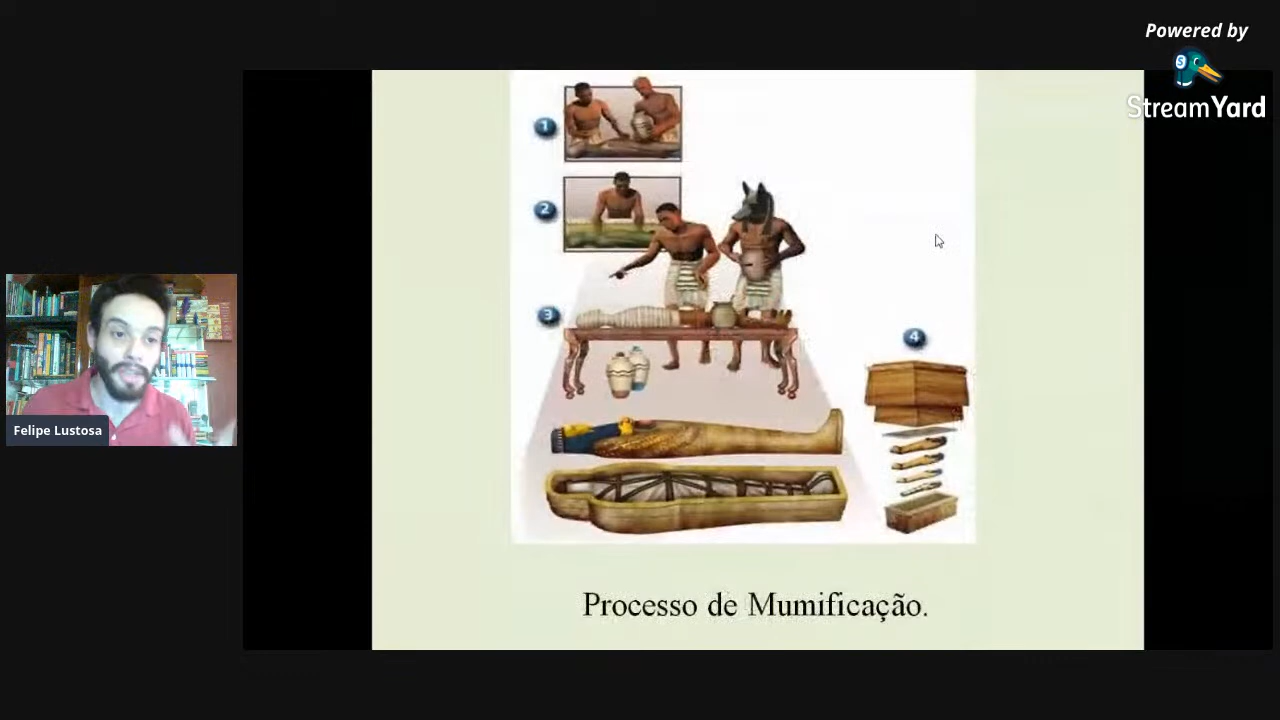 Powered by
StreamYard
1
2
3
4
Felipe Lustosa
Processo de Mumificação.